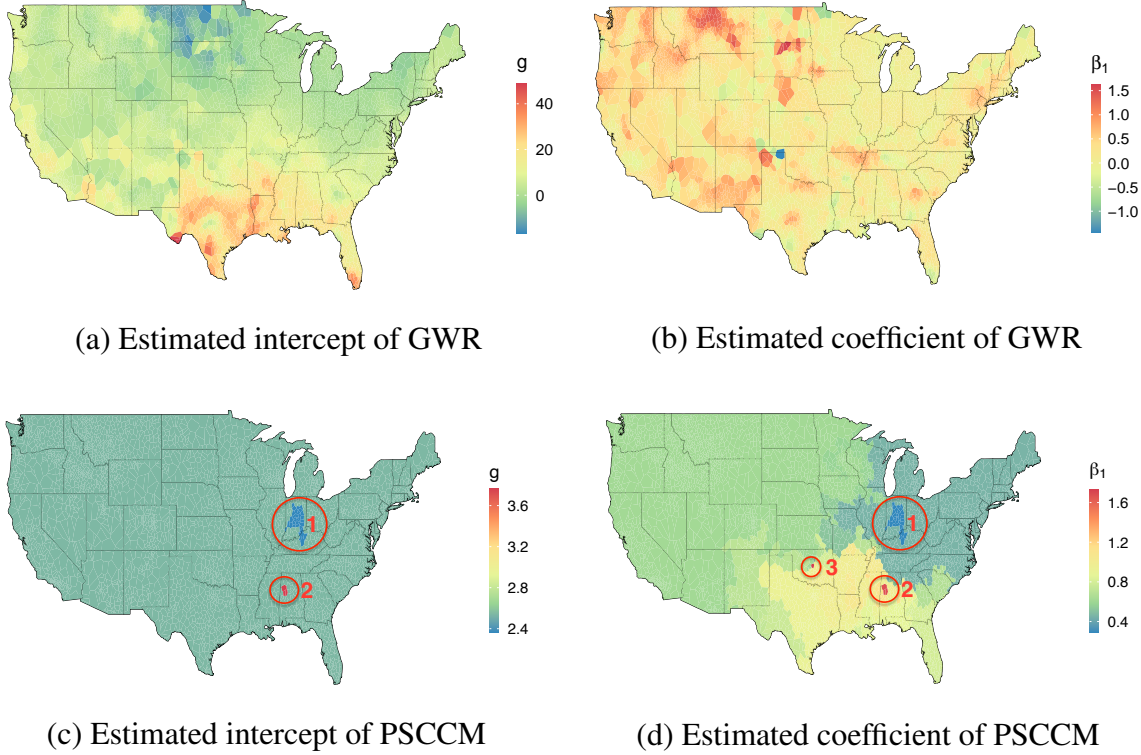 g
40
20
0
β1
1.5
1.0
0.5
0.0
−0.5
−1.0
(a) Estimated intercept of GWR
(b) Estimated coefficient of GWR
g
3.6
3.2
2.8
2.4
1
2
β1
1.6
1.2
0.8
0.4
1
3
2
(c) Estimated intercept of PSCCM
(d) Estimated coefficient of PSCCM